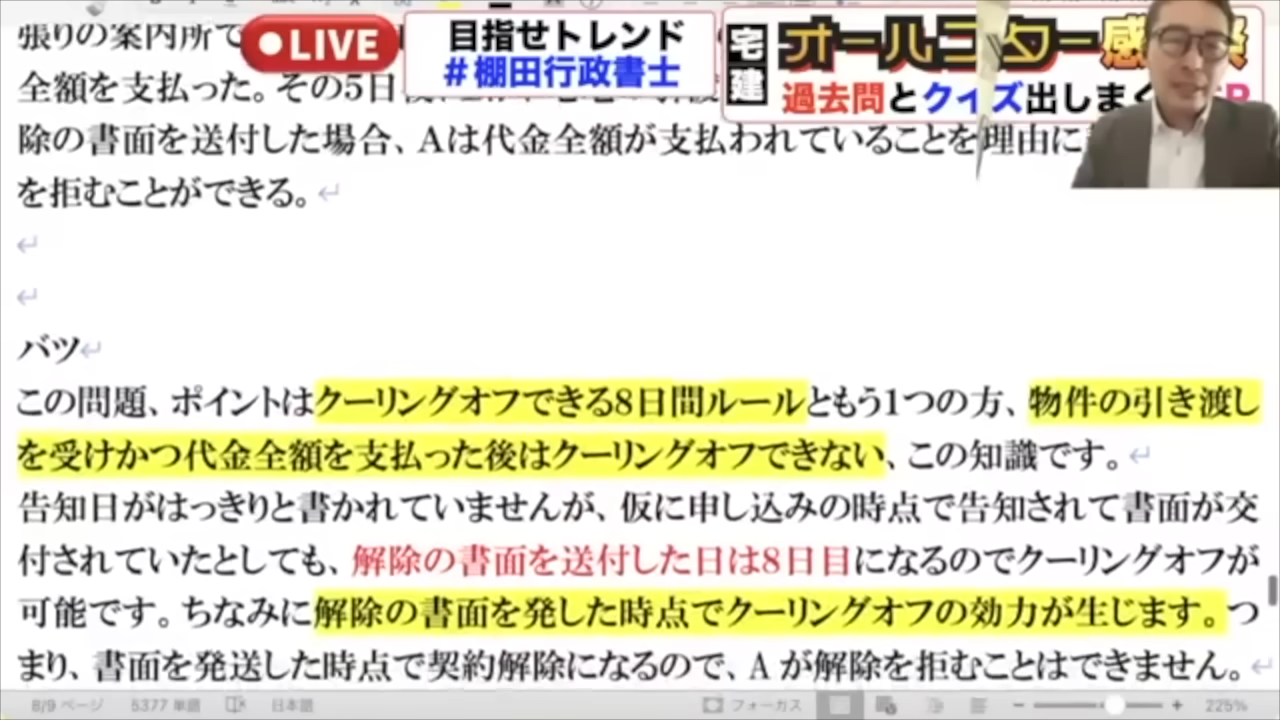 張りの案内所で
LIVE
目指せトレンド
#棚田行政書士
宅建
オールスター感
過去問とクイズ出しまく
全額を支払った。その5日
除の書面を送付した場合、Aは代金全額が支払われていることを理由に
を拒むことができる。
バツ
この問題、ポイントはクーリングオフできる8日間ルールともう1つの方、物件の引き渡し
を受けかつ代金全額を支払った後はクーリングオフできない、この知識です。
告知日がはっきりと書かれていませんが、仮に申し込みの時点で告知されて書面が交
付されていたとしても、解除の書面を送付した日は8日目になるのでクーリングオフが
可能です。ちなみに解除の書面を発した時点でクーリングオフの効力が生じます。つ
まり、書面を発送した時点で契約解除になるので、A が解除を拒むことはできません。
8/9 ページ 5377 単語 日本語 フォーカス 225%